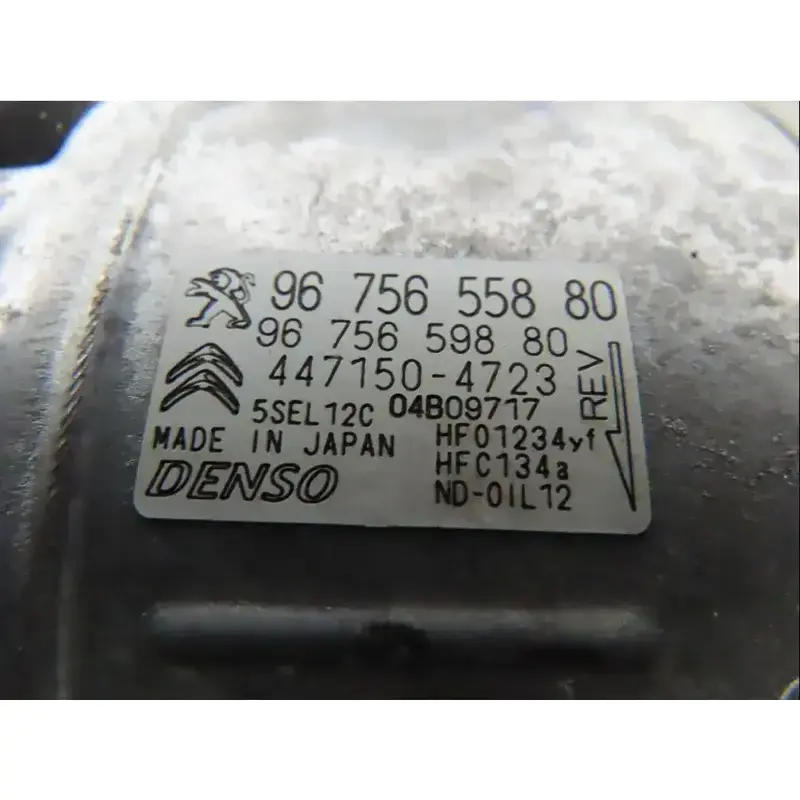 96 756 558 80
96 756 598 80
447150-4723
5SEL12C 04B09717
MADE IN JAPAN
DENSO
HF01234yf
HFC134a
ND-OIL12
REV